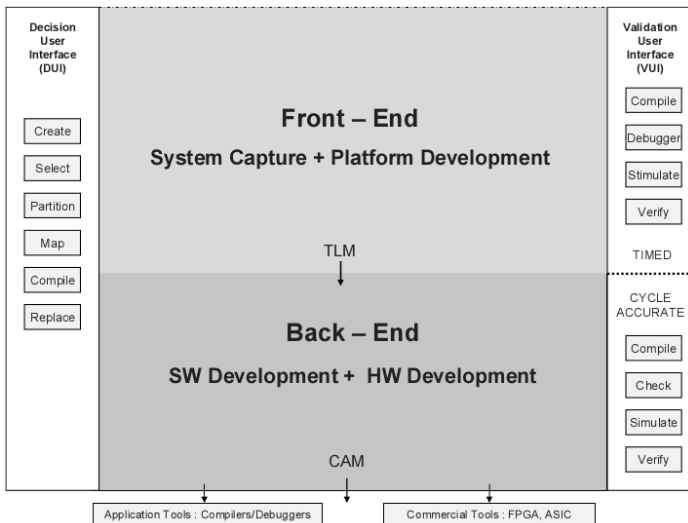 Decision
User
Interface
(DUI)
Create
Select
Partition
Map
Compile
Replace
Front – End
System Capture + Platform Development
TLM
Back – End
SW Development + HW Development
CAM
Validation
User
Interface
(VUI)
Compile
Debugger
Stimulate
Verify
TIMED
CYCLE
ACCURATE
Compile
Check
Simulate
Verify
Application Tools : Compilers/Debuggers
Commercial Tools : FPGA, ASIC